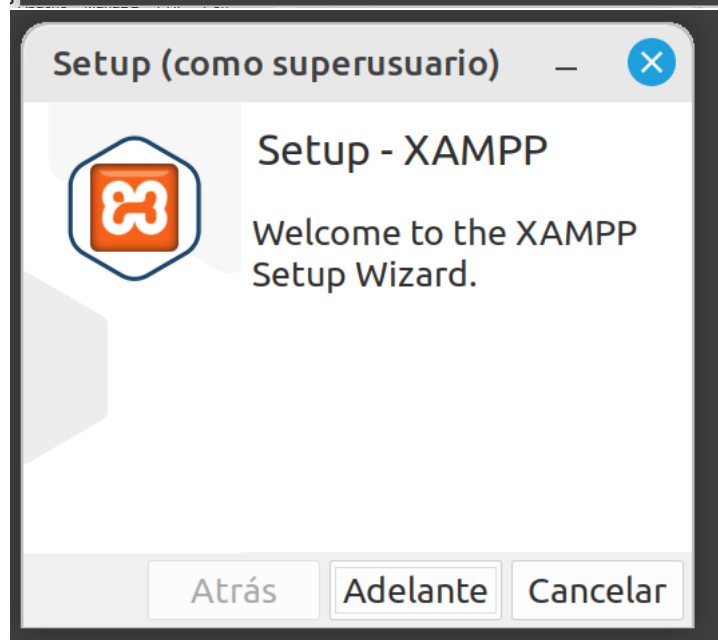 Setup (como superusuario)
Setup - XAMPP
Welcome to the XAMPP
Setup Wizard.
Atrás
Adelante
Cancelar